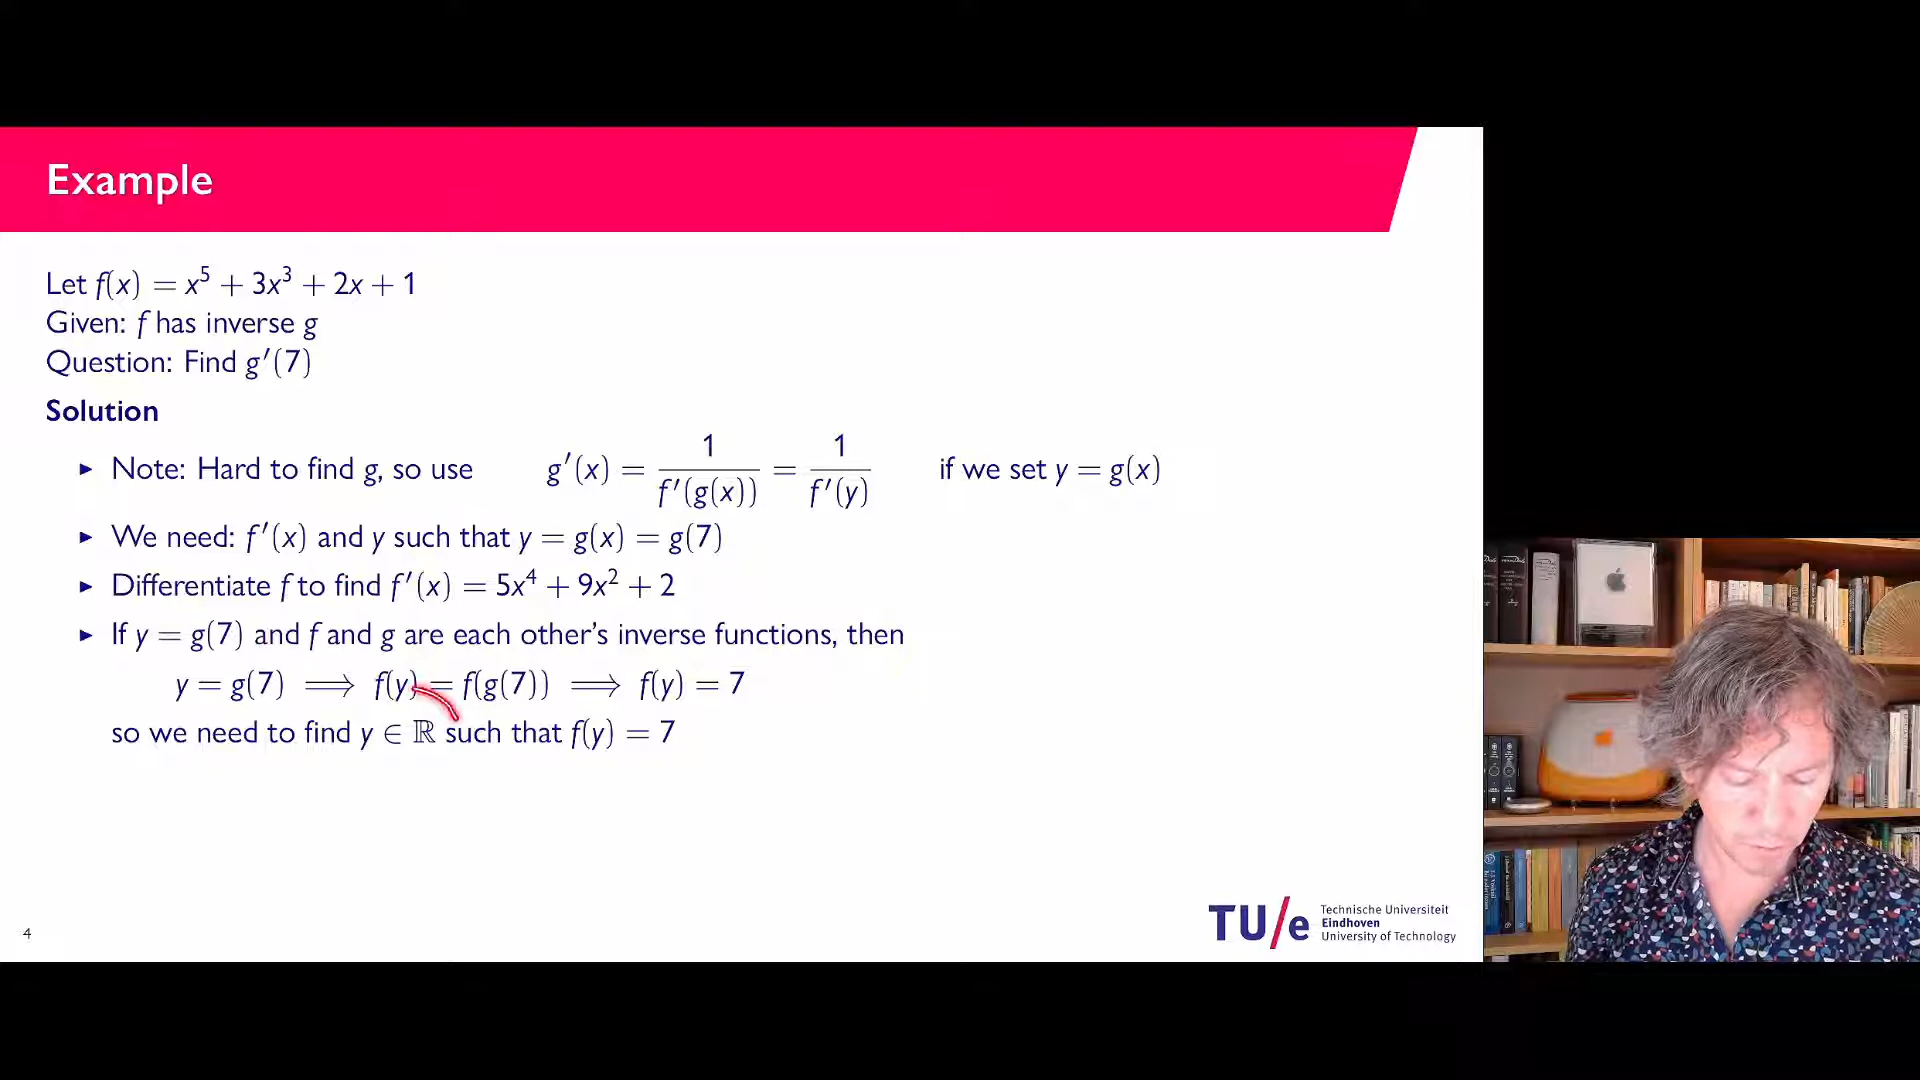 Example
Let f(x) = x⁵ + 3x³ + 2x + 1
Given: f has inverse g
Question: Find g′(7)
Solution
▸ Note: Hard to find g, so use g′(x) = 1 / f′(g(x)) = 1 / f′(y) if we set y = g(x)
▸ We need: f′(x) and y such that y = g(x) = g(7)
▸ Differentiate f to find f′(x) = 5x⁴ + 9x² + 2
▸ If y = g(7) and f and g are each other's inverse functions, then
y = g(7) ⟹ f(y) = f(g(7)) ⟹ f(y) = 7
so we need to find y ∈ ℝ such that f(y) = 7
4
TU/e Technische Universiteit
Eindhoven
University of Technology